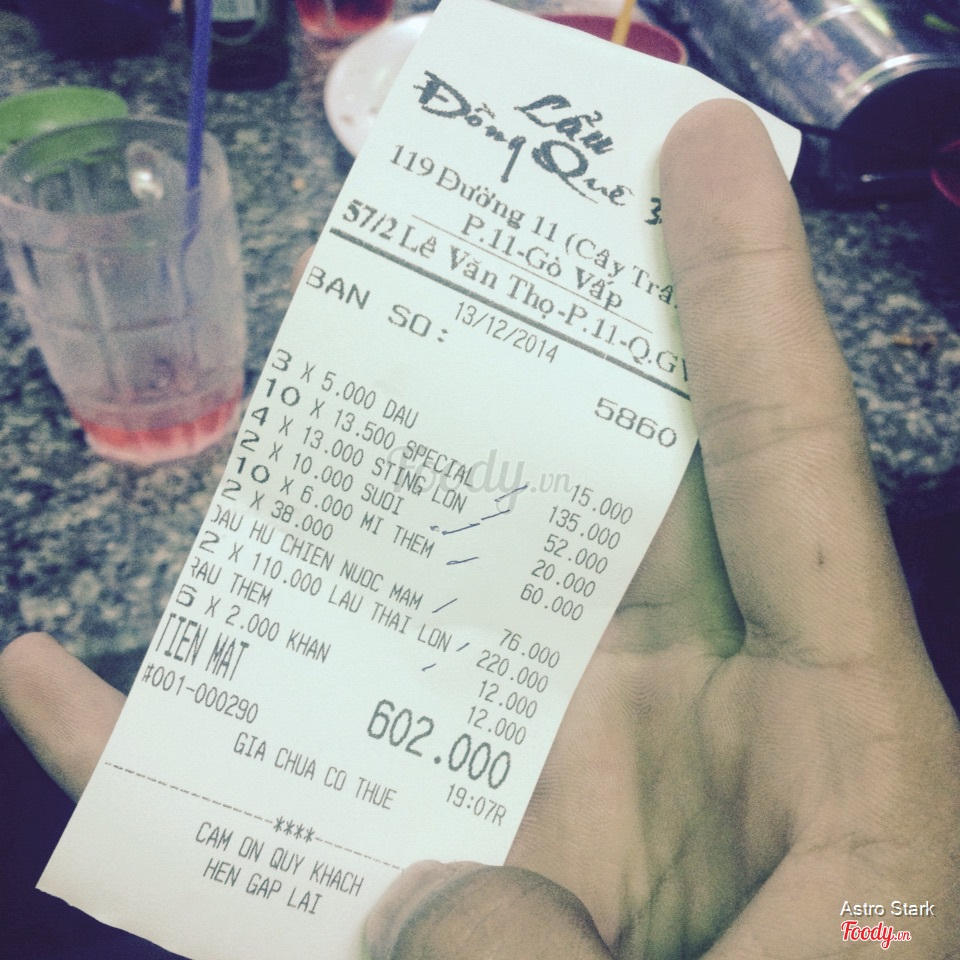 Lẩu
Đồng Quê 3
119 Đường 11 (Cây Trâ
P.11-Gò Vấp
57/2 Lê Văn Thọ-P.11-Q.GV
13/12/2014
BAN SO: 5860
3 X 5.000 DAU 15.000
10 X 13.500 SPECIAL 135.000
4 X 13.000 STING LON 52.000
2 X 10.000 SUOI 20.000
10 X 6.000 MI THEM 60.000
2 X 38.000
DAU HU CHIEN NUOC MAM 76.000
2 X 110.000 LAU THAI LON 220.000
RAU THEM 12.000
6 X 2.000 KHAN 12.000
TIEN MAT 602.000
#001-000290 19:07R
GIA CHUA CO THUE
****
CAM ON QUY KHACH
HEN GAP LAI
Foody.vn
Astro Stark
Foody.vn